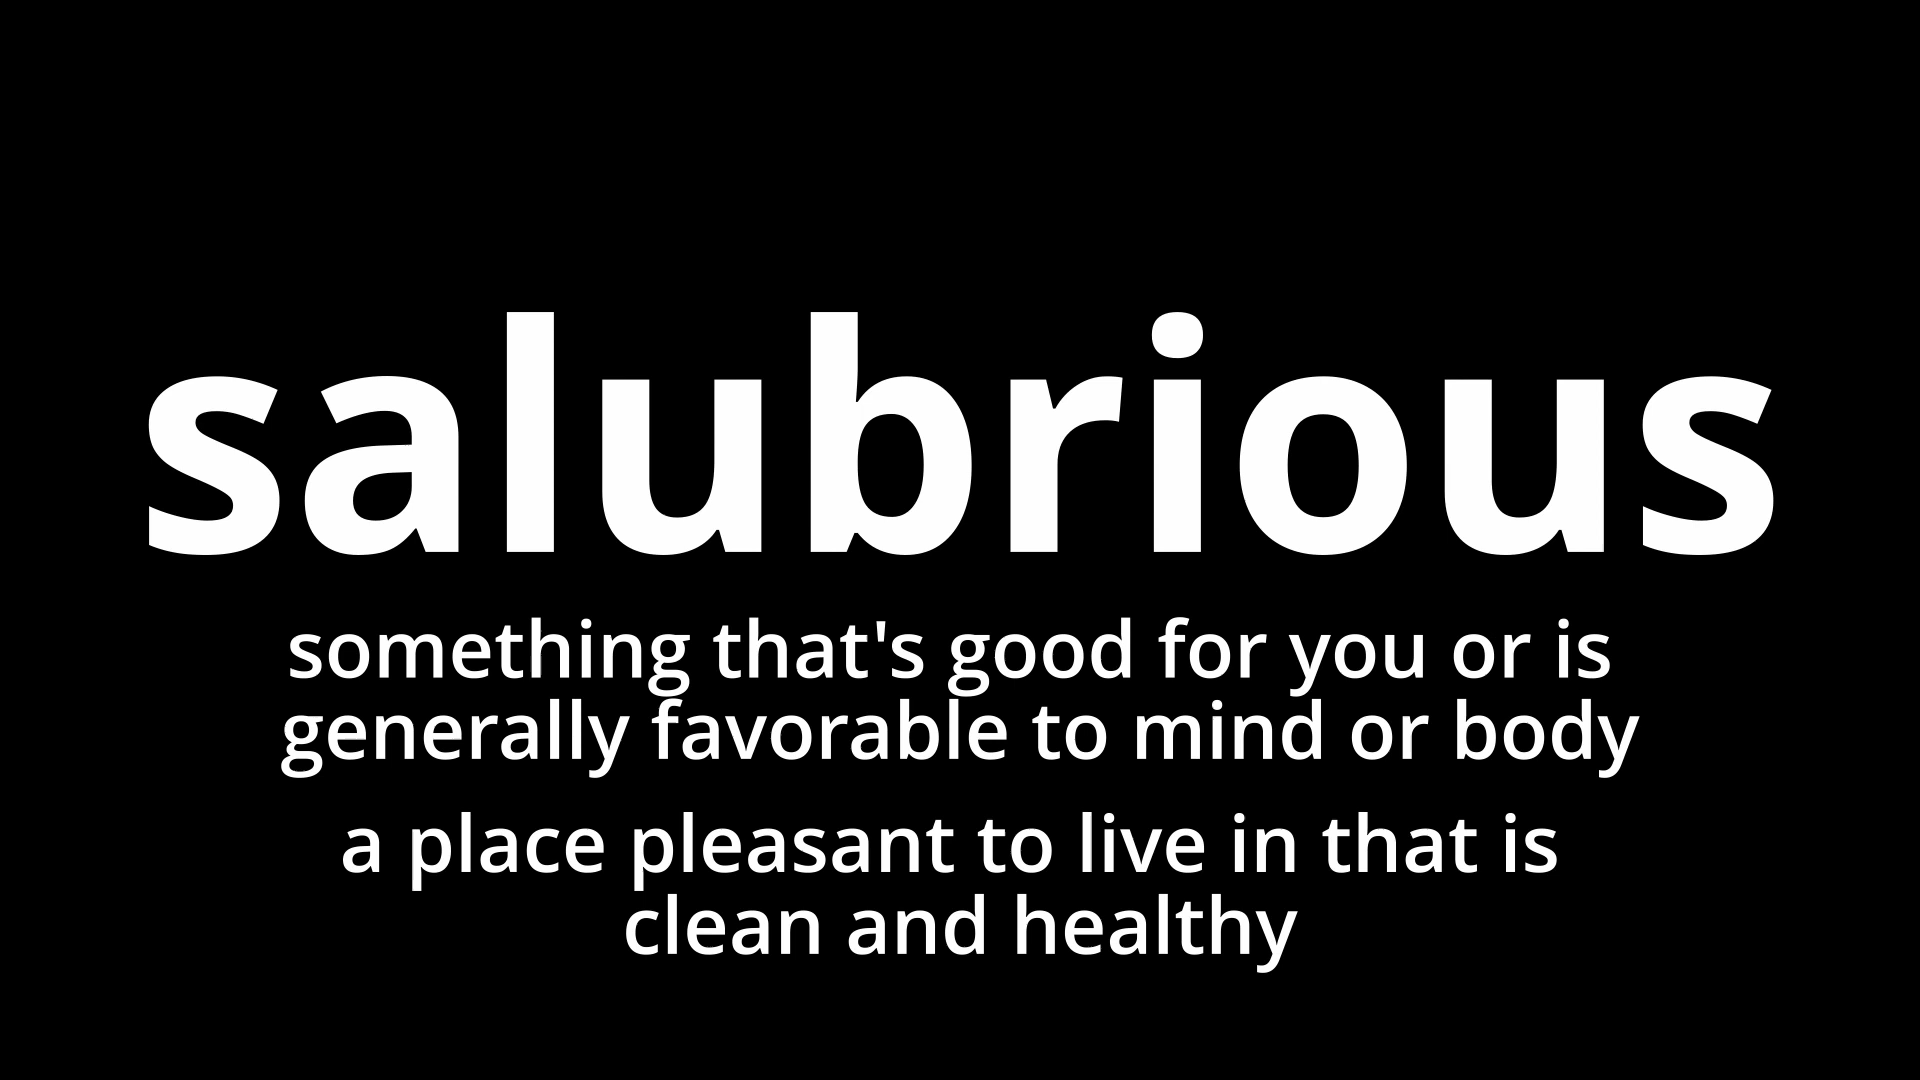 salubrious
something that's good for you or is
generally favorable to mind or body
a place pleasant to live in that is
clean and healthy